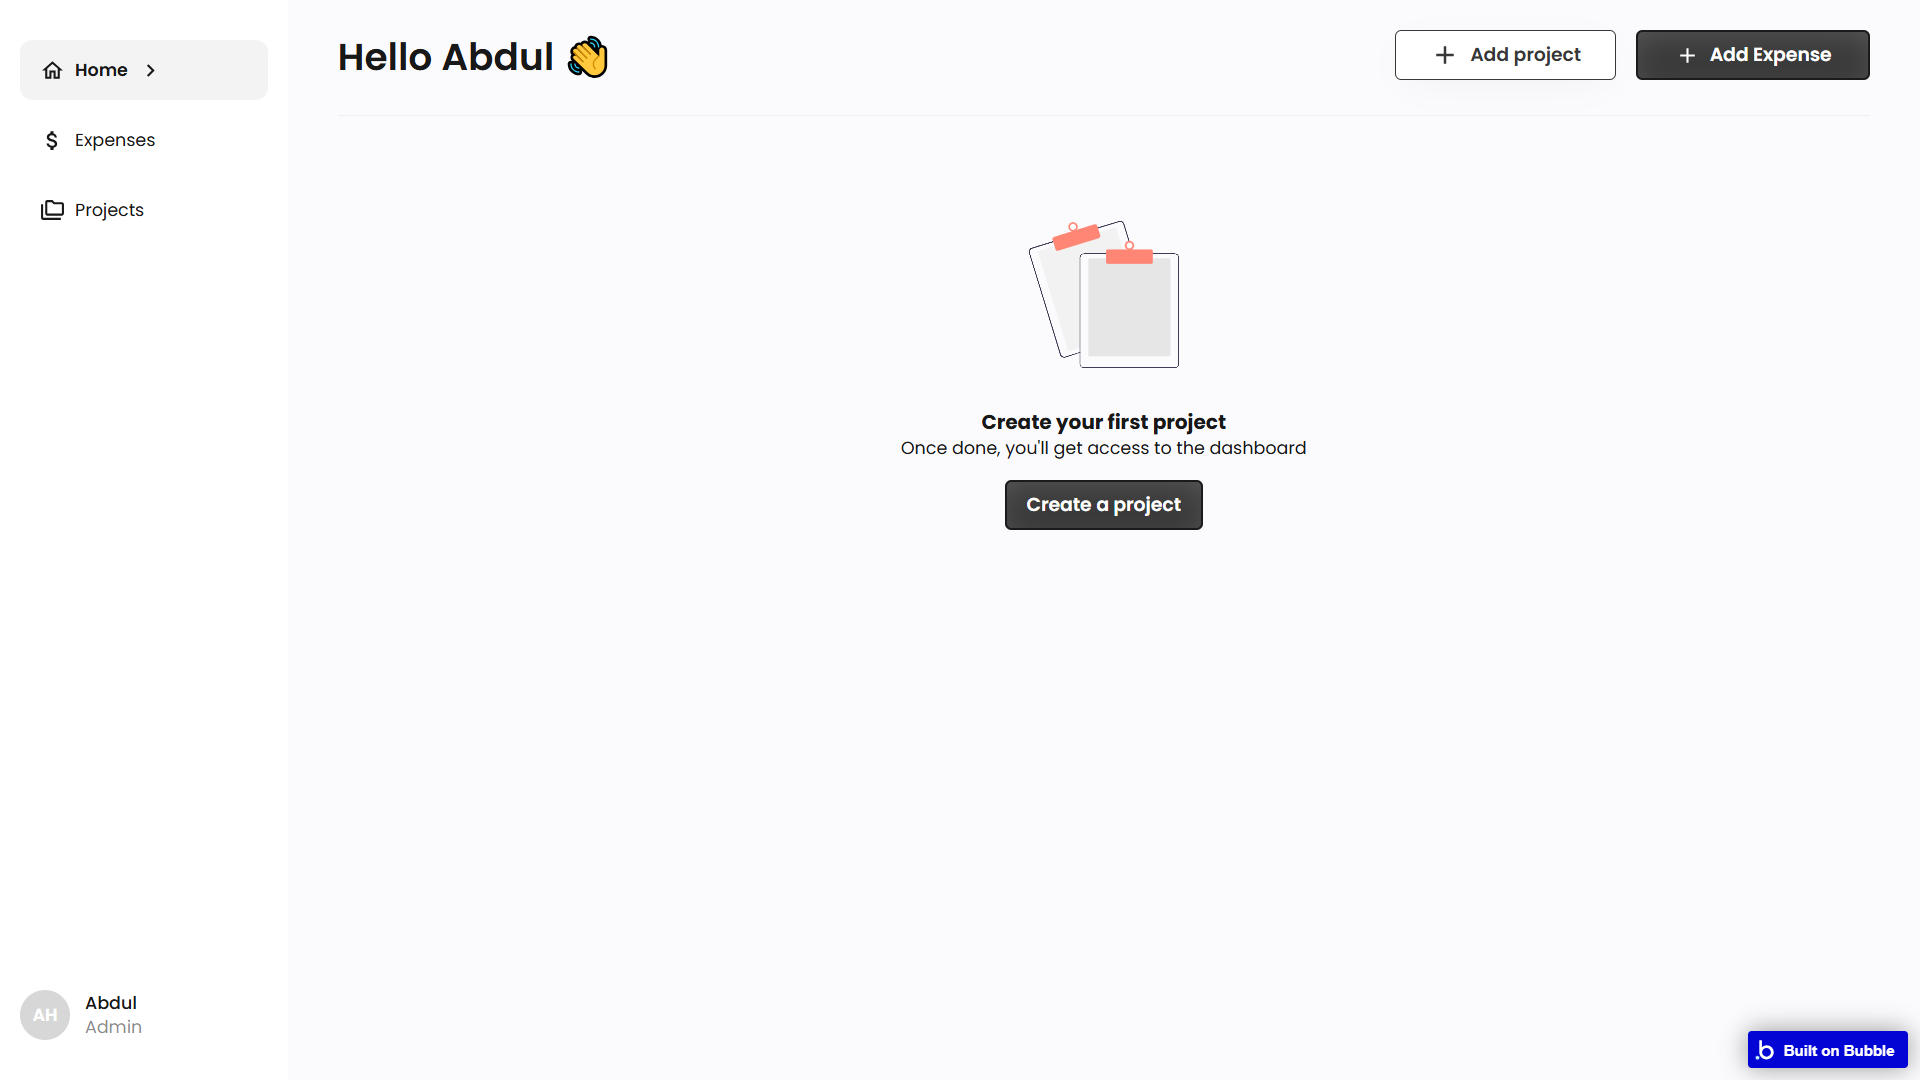 Home
Expenses
Projects
Hello Abdul
Add project
Add Expense
Create your first project
Once done, you'll get access to the dashboard
Create a project
AH
Abdul
Admin
Built on Bubble